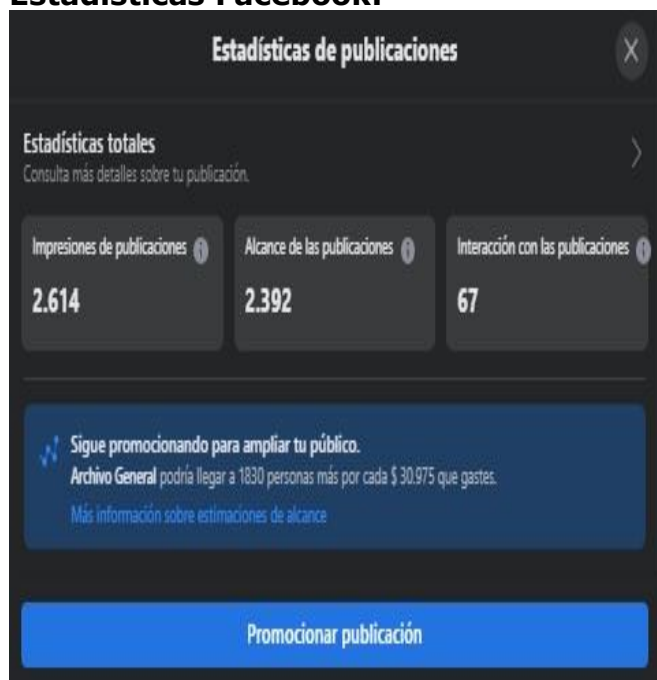 Estadísticas Facebook:
Estadísticas de publicaciones
Estadísticas totales
Consulta más detalles sobre tu publicación.
Impresiones de publicaciones
Alcance de las publicaciones
Interacción con las publicaciones
2.614
2.392
67
Sigue promocionando para ampliar tu público.
Archivo General podría llegar a 1830 personas más por cada $ 30.975 que gastes.
Más información sobre estimaciones de alcance
Promocionar publicación